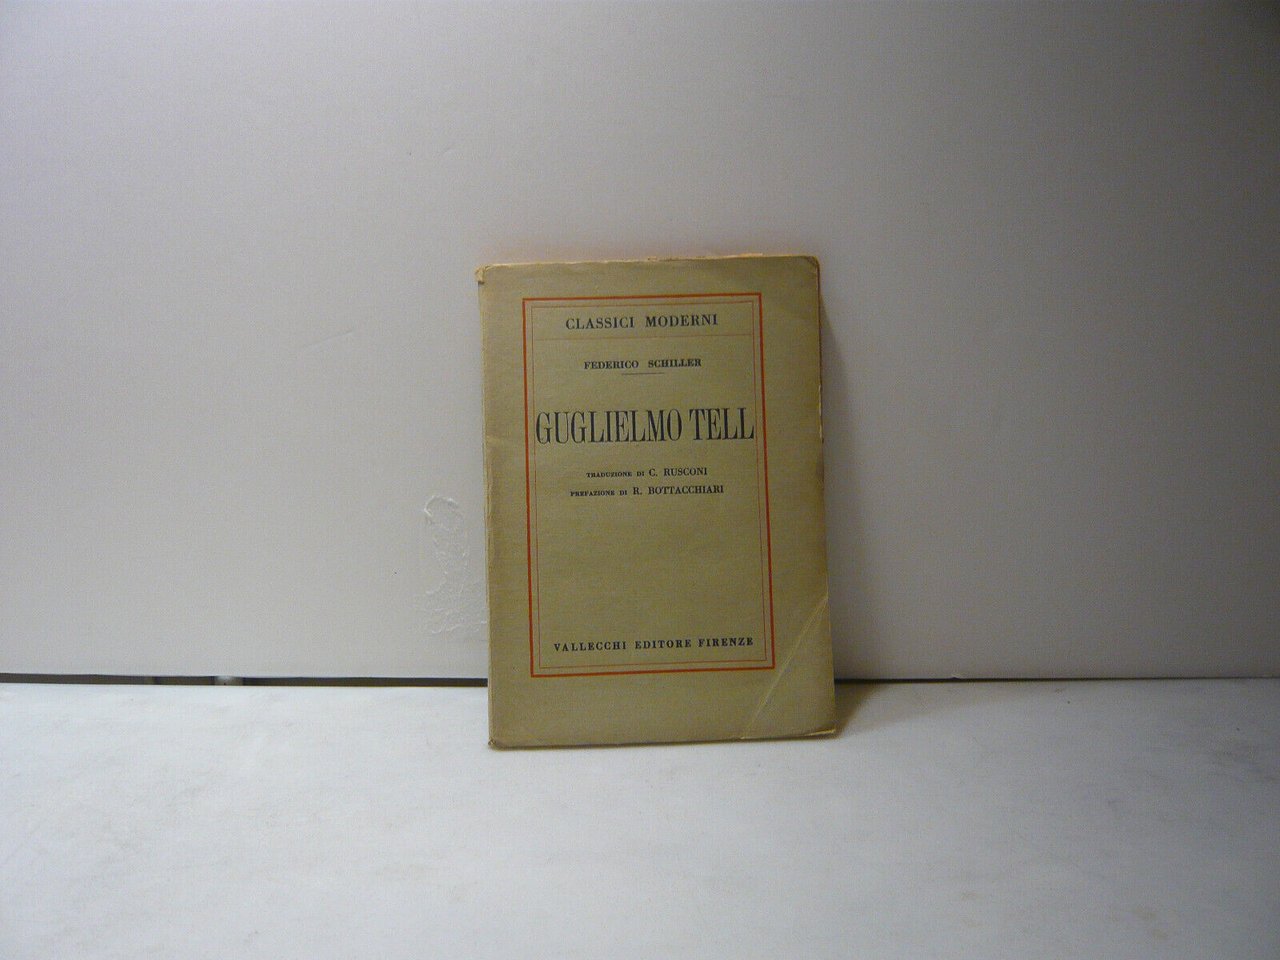 CLASSICI MODERNI
FEDERICO SCHILLER
GUGLIELMO TELL
TRADUZIONE DI C. RUSCONI
PREFAZIONE DI R. BOTTACCHIARI
VALLECCHI EDITORE FIRENZE